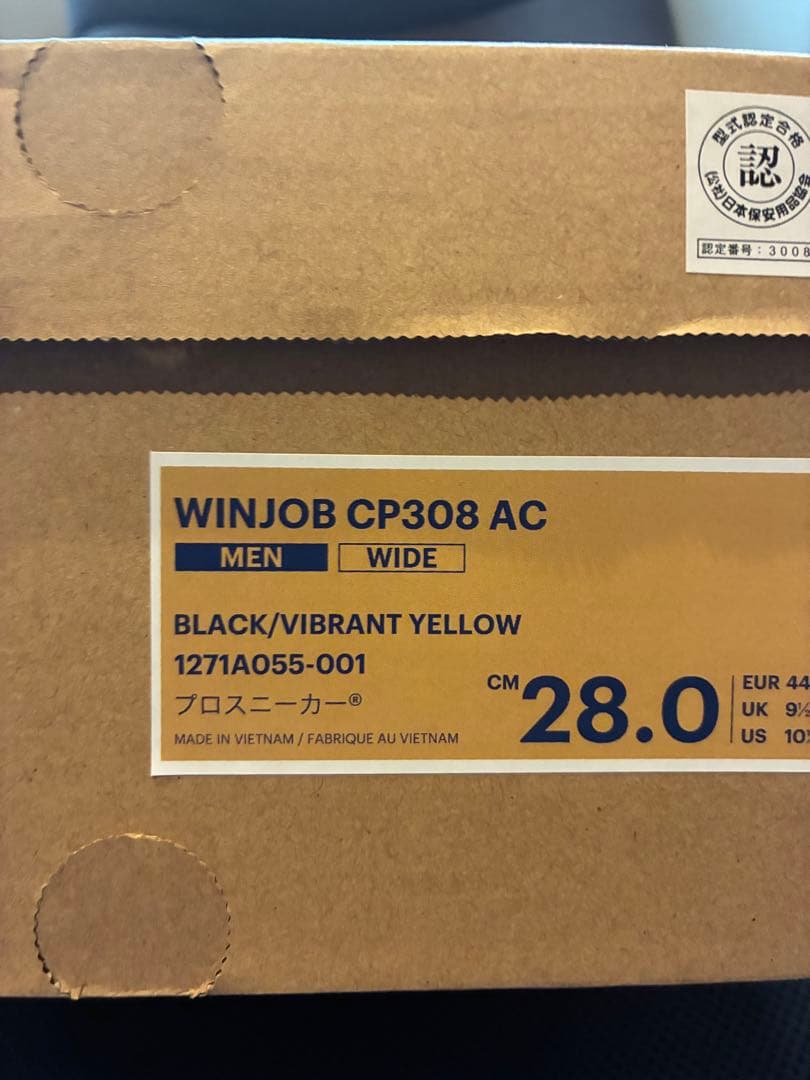 型式認定合格
認
(公社)日本保安用品協会
認定番号：3008
WINJOB CP308 AC
MEN WIDE
BLACK/VIBRANT YELLOW
1271A055-001
プロスニーカー®
MADE IN VIETNAM / FABRIQUE AU VIETNAM
CM 28.0
EUR 44
UK 9½
US 10